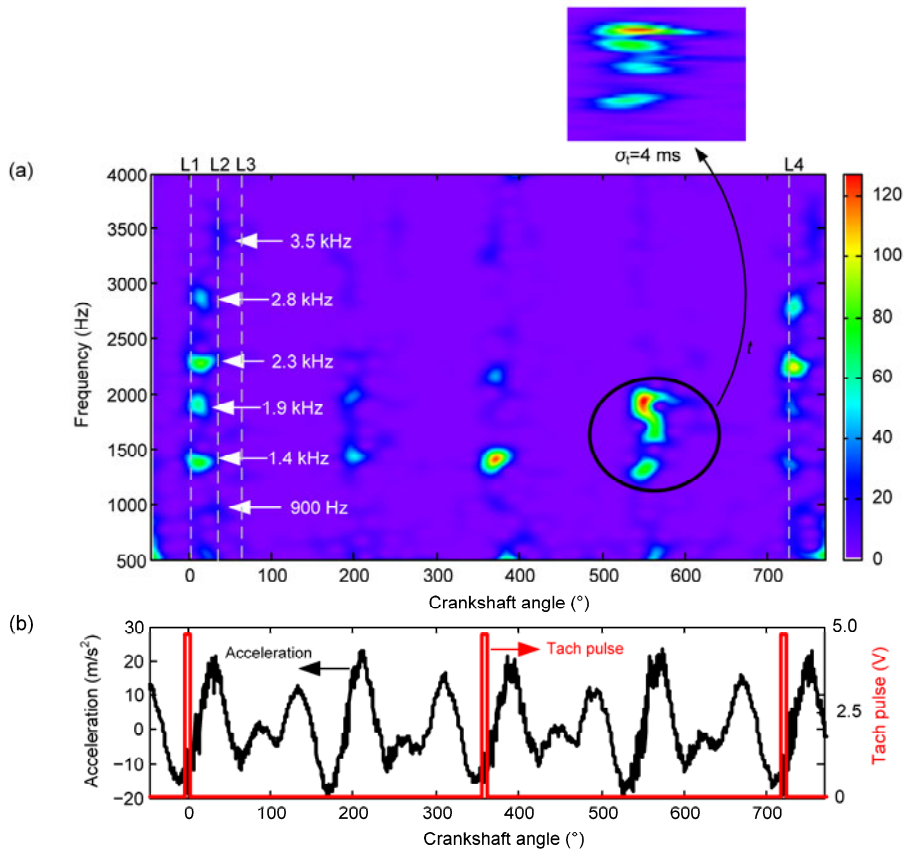 (a)
σt=4 ms
L1 L2 L3 L4
4000
3500
3000
2500
2000
1500
1000
500
Frequency (Hz)
3.5 kHz
2.8 kHz
2.3 kHz
1.9 kHz
1.4 kHz
900 Hz
t
120
100
80
60
40
20
0
0 100 200 300 400 500 600 700
Crankshaft angle (°)
(b)
30
20
10
0
−10
−20
Acceleration (m/s²)
Acceleration
Tach pulse
5.0
2.5
0
Tach pulse (V)
0 100 200 300 400 500 600 700
Crankshaft angle (°)